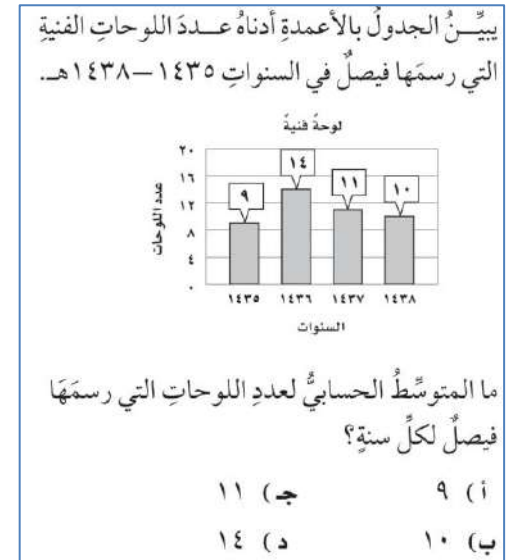 يبيِّــنُ الجدولُ بالأعمدةِ أدناهُ عــددَ اللوحاتِ الفنيةِ
التي رسمَها فيصلٌ في السنواتِ ١٤٣٥–١٤٣٨هـ.
لوحةً فنيةً
٢٠
١٦
١٢
٨
٤
٠
عدد اللوحات
٩
١٤
١١
١٠
١٤٣٥ ١٤٣٦ ١٤٣٧ ١٤٣٨
السنوات
ما المتوسِّطُ الحسابيُّ لعددِ اللوحاتِ التي رسمَهَا
فيصلٌ لكلِّ سنةٍ؟
أ) ٩ جـ) ١١
ب) ١٠ د) ١٤